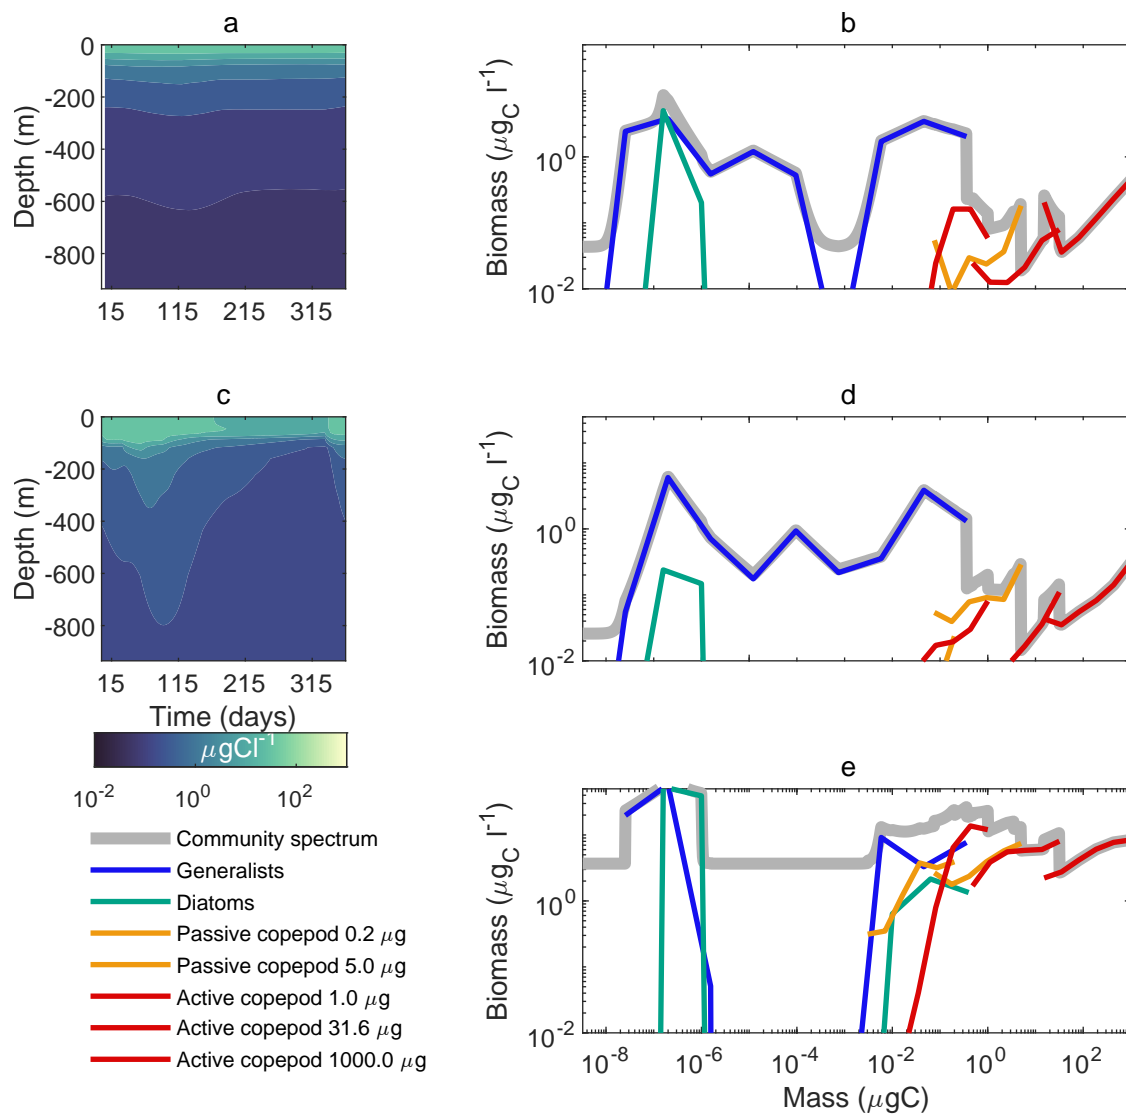 a
0
-200
-400
-600
-800
Depth (m)
15 115 215 315
b
10^0
10^-2
Biomass (μg_C l^-1)
c
0
-200
-400
-600
-800
Depth (m)
15 115 215 315
Time (days)
μgCl^-1
10^-2 10^0 10^2
d
10^0
10^-2
Biomass (μg_C l^-1)
Community spectrum
Generalists
Diatoms
Passive copepod 0.2 μg
Passive copepod 5.0 μg
Active copepod 1.0 μg
Active copepod 31.6 μg
Active copepod 1000.0 μg
e
10^0
10^-2
Biomass (μg_C l^-1)
10^-8 10^-6 10^-4 10^-2 10^0 10^2
Mass (μgC)